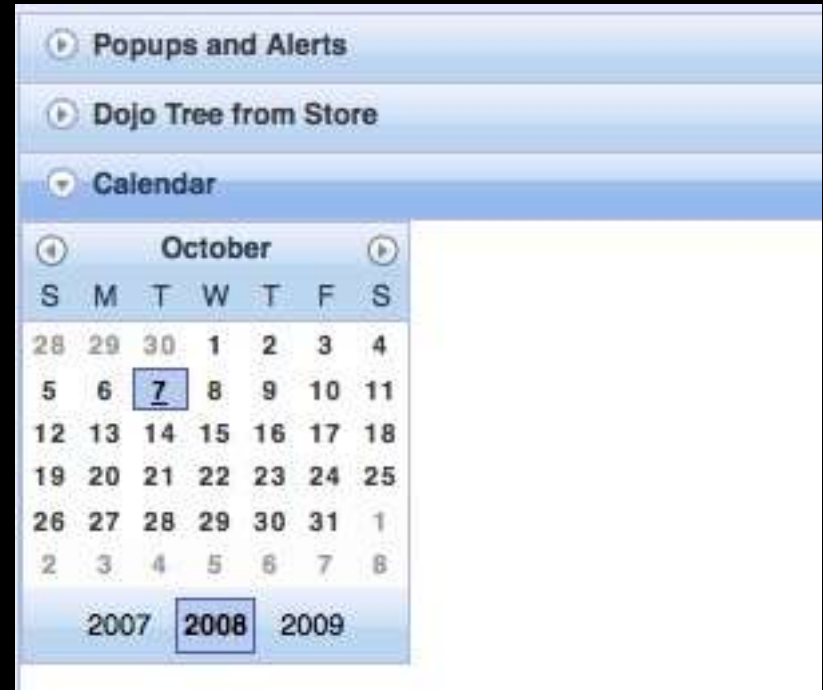 Popups and Alerts
Dojo Tree from Store
Calendar
October
S M T W T F S
28 29 30 1 2 3 4
5 6 7 8 9 10 11
12 13 14 15 16 17 18
19 20 21 22 23 24 25
26 27 28 29 30 31 1
2 3 4 5 6 7 8
2007 2008 2009